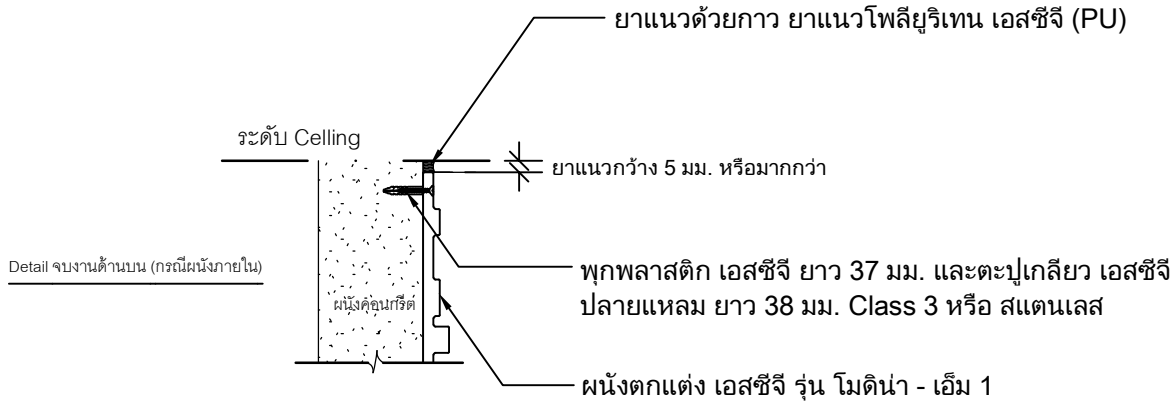 ยาแนวด้วยกาว ยาแนวโพลียูริเทน เอสซีจี (PU)
ระดับ Celling
ยาแนวกว้าง 5 มม. หรือมากกว่า
Detail จบงานด้านบน (กรณีผนังภายใน)
พุกพลาสติก เอสซีจี ยาว 37 มม. และตะปูเกลียว เอสซีจี
ปลายแหลม ยาว 38 มม. Class 3 หรือ สแตนเลส
ผนังคอนกรีต
ผนังตกแต่ง เอสซีจี รุ่น โมดิน่า - เอ็ม 1